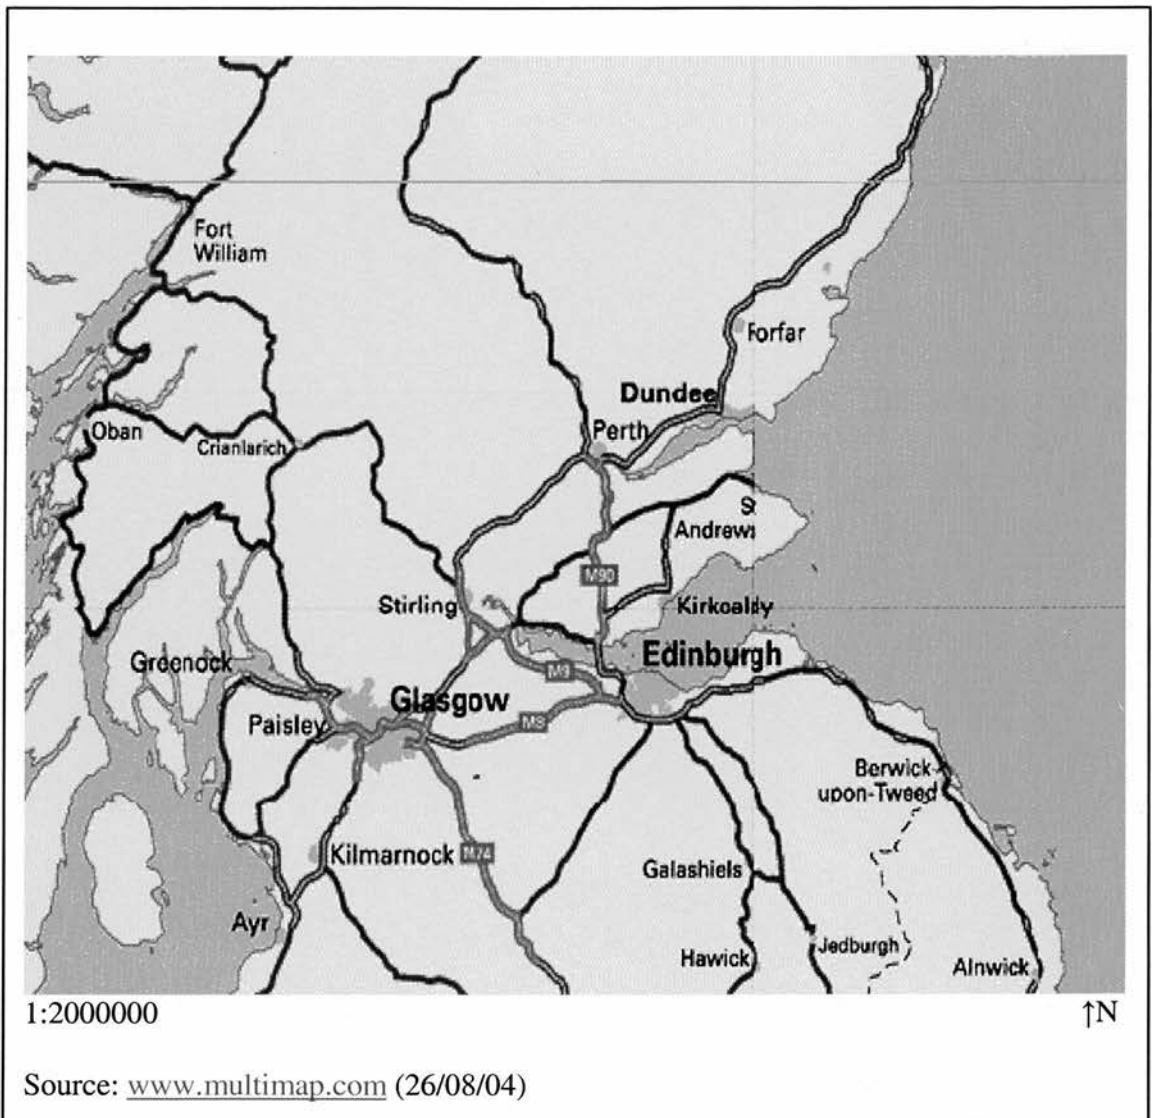 Fort
William
Forfar
Dundee
Perth
Oban
Crianlarich
St
Andrews
M90
Stirling
Kirkcaldy
Edinburgh
Greenock
M9
Glasgow
Paisley
M8
Berwick
upon-Tweed
Kilmarnock
M74
Galashiels
Ayr
Hawick
Jedburgh
Alnwick
1:2000000
↑N
Source: www.multimap.com (26/08/04)